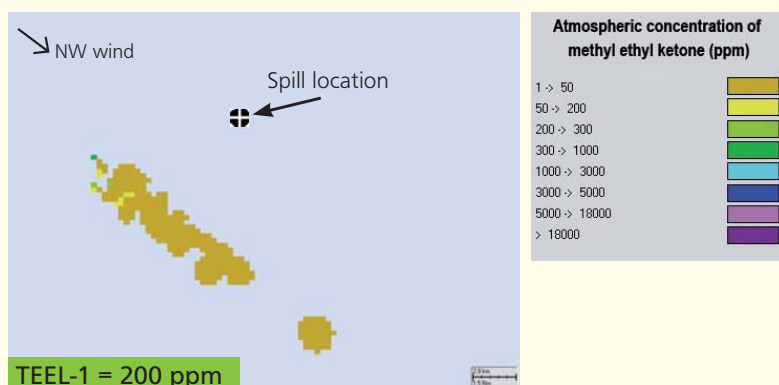 NW wind
Spill location
TEEL-1 = 200 ppm
Atmospheric concentration of
methyl ethyl ketone (ppm)
1 -> 50
50 -> 200
200 -> 300
300 -> 1000
1000 -> 3000
3000 -> 5000
5000 -> 18000
> 18000